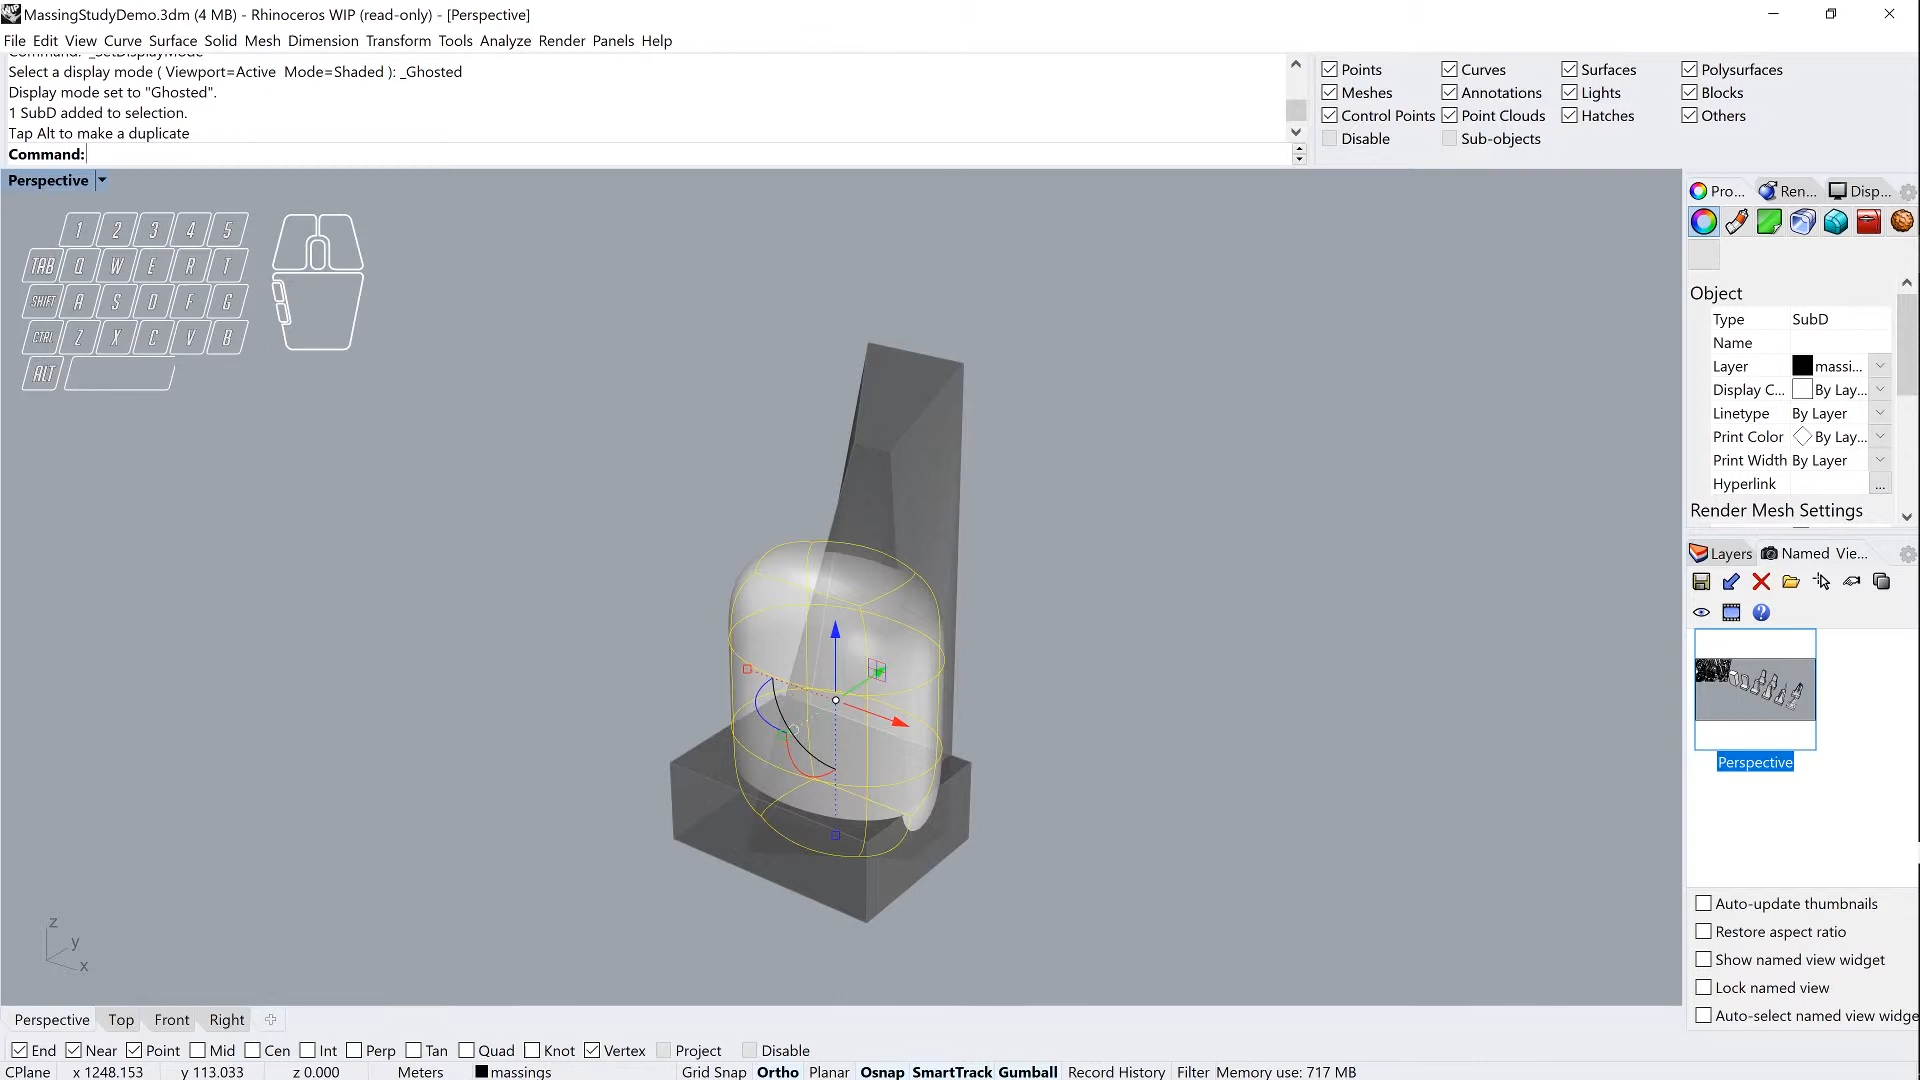 MassingStudyDemo.3dm (4 MB) - Rhinoceros WIP (read-only) - [Perspective]
File Edit View Curve Surface Solid Mesh Dimension Transform Tools Analyze Render Panels Help
Command: _SetDisplayMode
Select a display mode ( Viewport=Active Mode=Shaded ): _Ghosted
Display mode set to "Ghosted".
1 SubD added to selection.
Tap Alt to make a duplicate
Command:
Points Curves Surfaces Polysurfaces
Meshes Annotations Lights Blocks
Control Points Point Clouds Hatches Others
Disable Sub-objects
Perspective
1 2 3 4 5
TAB Q W E R T
SHIFT A S D F G
CTRL Z X C V B
ALT
z
y
x
Pro... Ren... Disp...
Object
Type SubD
Name
Layer massi...
Display C... By Lay...
Linetype By Layer
Print Color By Lay...
Print Width By Layer
Hyperlink ...
Render Mesh Settings
Layers Named Vie...
Perspective
Auto-update thumbnails
Restore aspect ratio
Show named view widget
Lock named view
Auto-select named view widge
Perspective Top Front Right
End Near Point Mid Cen Int Perp Tan Quad Knot Vertex Project Disable
CPlane x 1248.153 y 113.033 z 0.000 Meters massings Grid Snap Ortho Planar Osnap SmartTrack Gumball Record History Filter Memory use: 717 MB